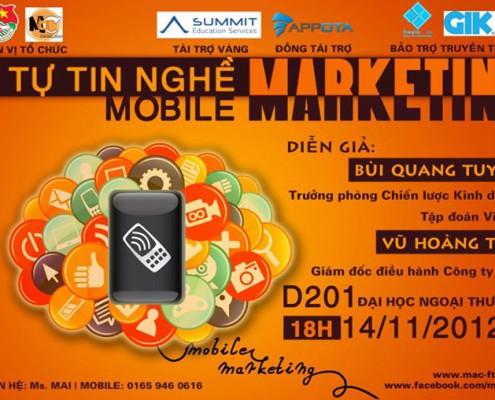 SUMMIT
Education Services
APPOTA
GIK
VỊ TỔ CHỨC
TÀI TRỢ VÀNG
ĐỒNG TÀI TRỢ
BẢO TRỢ TRUYỀN T
TỰ TIN NGHỀ
MOBILE MARKETIN
DIỄN GIẢ:
BÙI QUANG TUY
Trưởng phòng Chiến lược Kinh d
Tập đoàn Vi
VŨ HOÀNG T
Giám đốc điều hành Công ty
D201 ĐẠI HỌC NGOẠI THƯ
18H 14/11/2012
mobile
marketing
N HỆ: Ms. MAI | MOBILE: 0165 946 0616
www.mac-ft
www.facebook.com/m